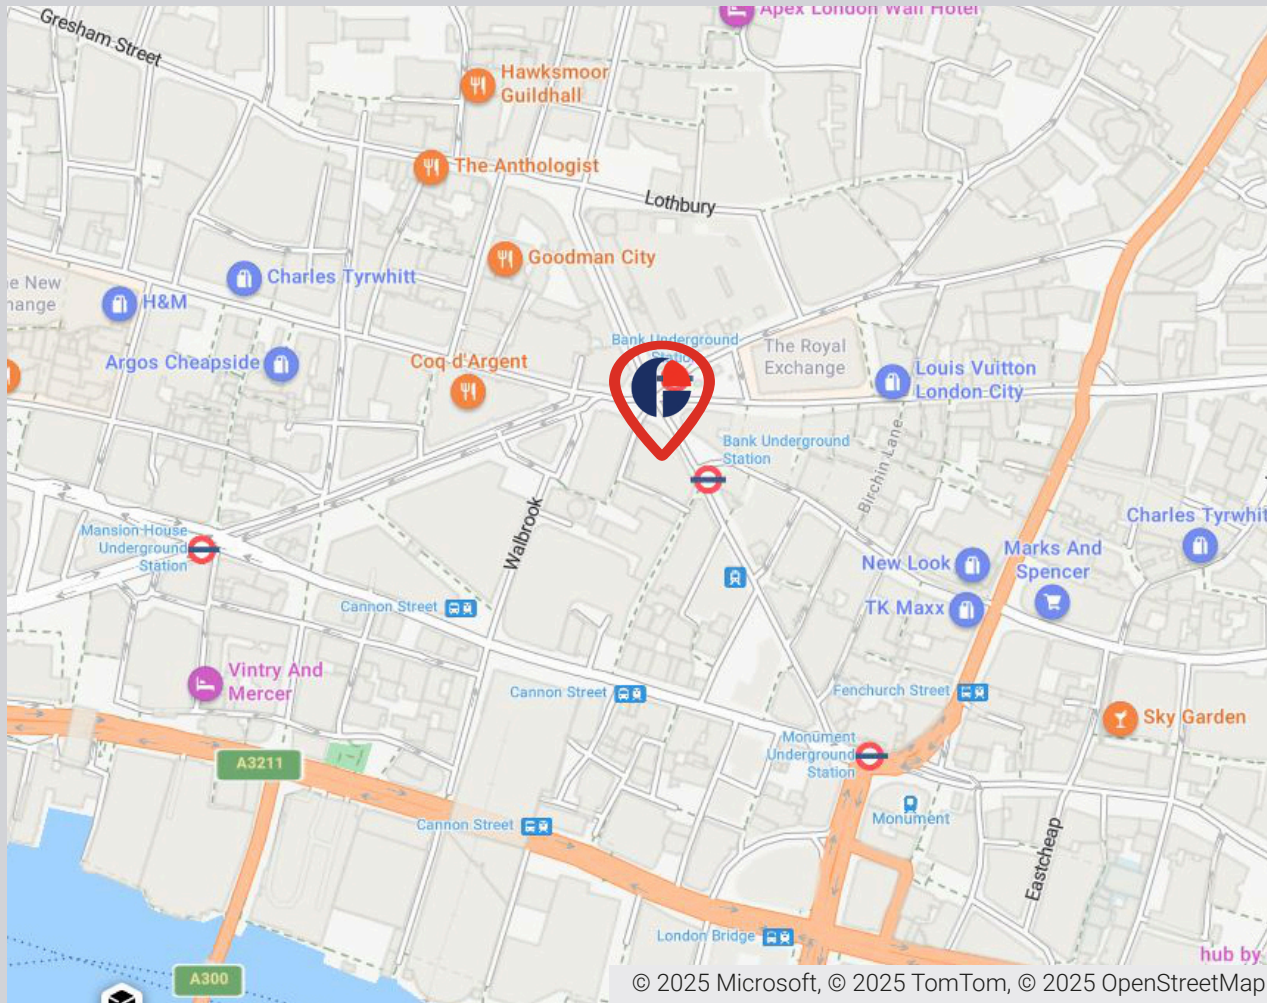 Apex London Wall Hotel
Gresham Street
Hawksmoor
Guildhall
The Anthologist
Lothbury
Goodman City
Charles Tyrwhitt
e New
hange
H&M
Bank Underground
Station
The Royal
Exchange
Argos Cheapside
Coq d'Argent
Louis Vuitton
London City
Bank Underground
Station
Birchin Lane
Walbrook
Mansion House
Underground
Station
Charles Tyrwhit
New Look
Marks And
Spencer
TK Maxx
Cannon Street
Vintry And
Mercer
Cannon Street
Fenchurch Street
Sky Garden
Monument
Underground
Station
A3211
Monument
Cannon Street
Eastcheap
London Bridge
hub by
A300
© 2025 Microsoft, © 2025 TomTom, © 2025 OpenStreetMap